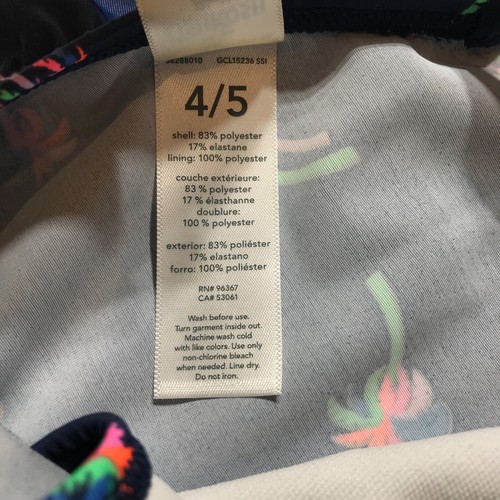 GCL15236 SSI
4/5
shell: 83% polyester
17% elastane
lining: 100% polyester
couche extérieure:
83 % polyester
17 % élasthanne
doublure:
100 % polyester
exterior: 83% poliéster
17% elastano
forro: 100% poliéster
RN# 96367
CA# 53061
Wash before use.
Turn garment inside out.
Machine wash cold
with like colors. Use only
non-chlorine bleach
when needed. Line dry.
Do not iron.